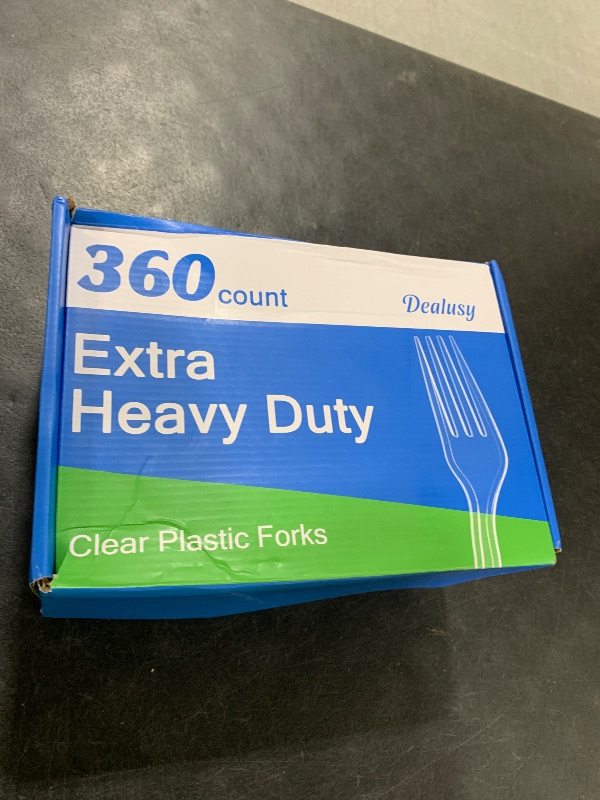 360 count
Dealusy
Extra
Heavy Duty
Clear Plastic Forks